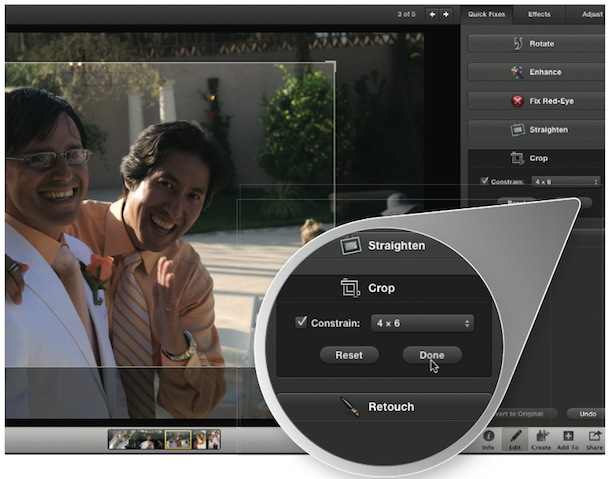 3 of 5
Quick Fixes
Effects
Adjust
Rotate
Enhance
Fix Red-Eye
Straighten
Crop
Constrain: 4 x 6
Straighten
Crop
Constrain: 4 x 6
Reset
Done
Retouch
to Original
Undo
Info
Edit
Create
Add To
Share